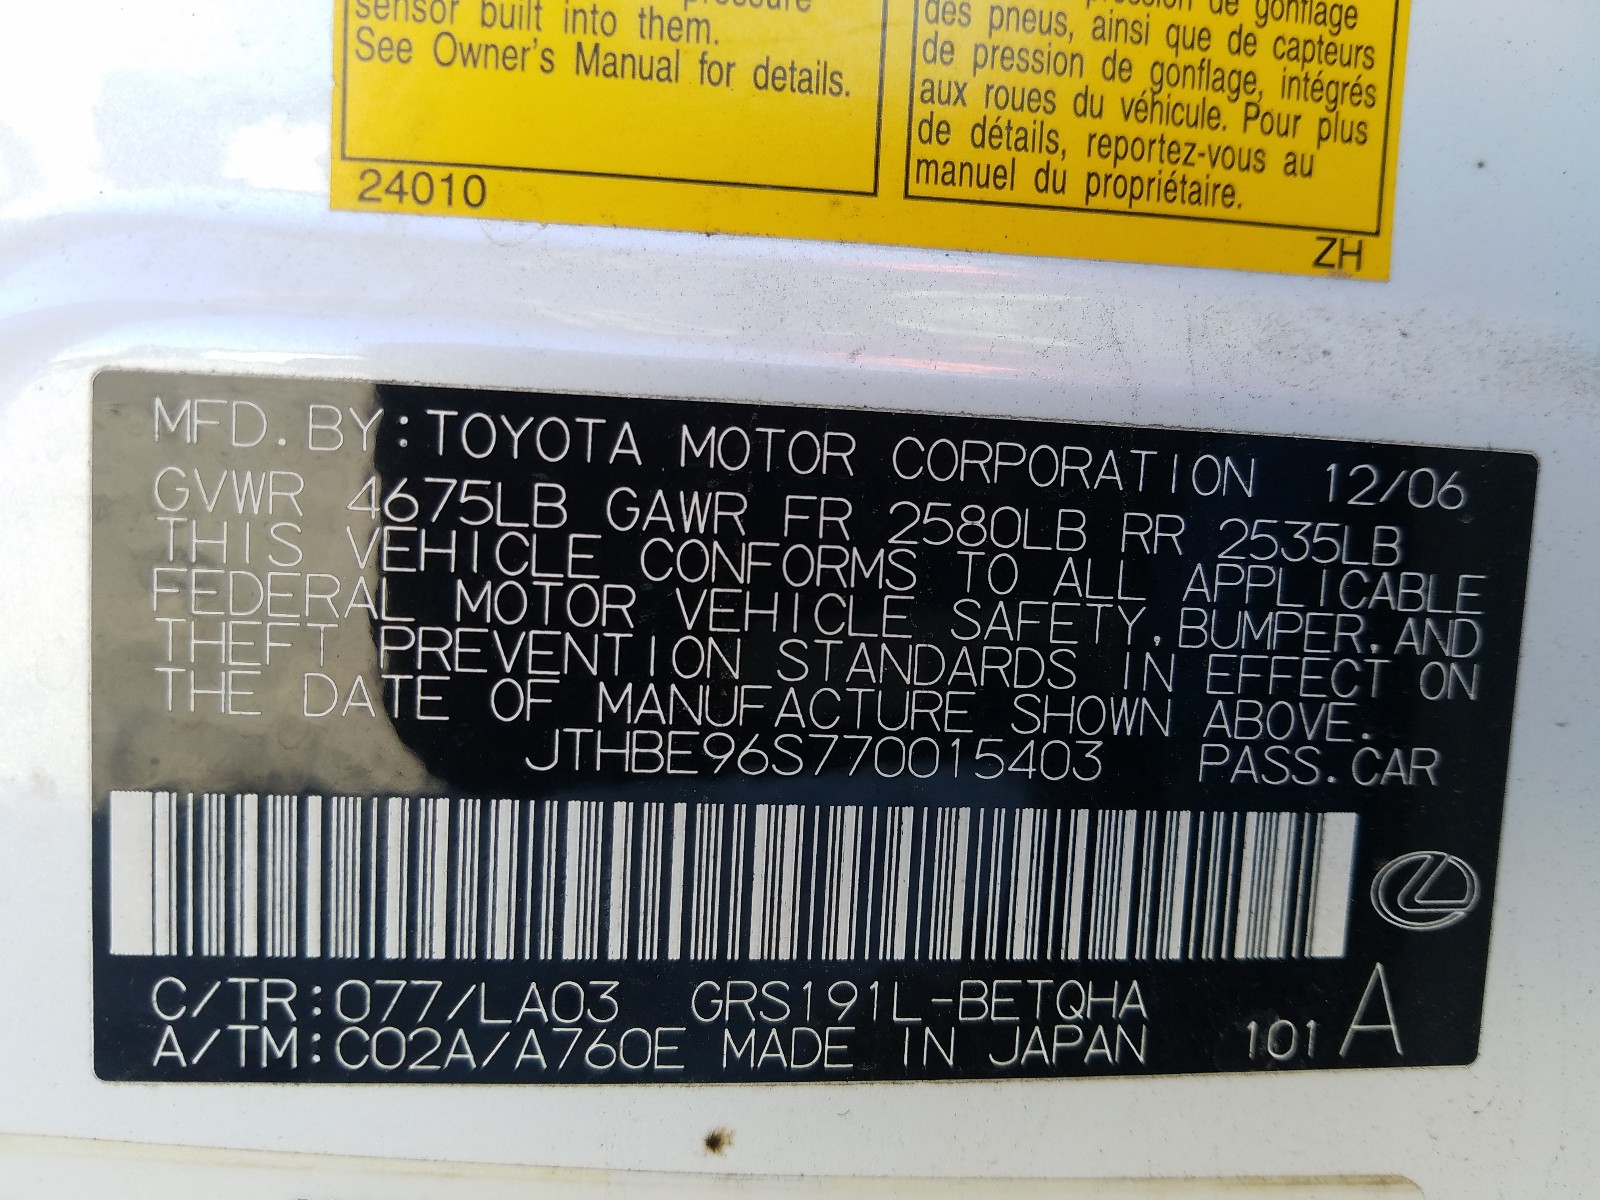 pressure
sensor built into them.
See Owner's Manual for details.
24010
de gonflage
des pneus, ainsi que de capteurs
de pression de gonflage, intégrés
aux roues du véhicule. Pour plus
de détails, reportez-vous au
manuel du propriétaire.
ZH
MFD. BY: TOYOTA MOTOR CORPORATION 12/06
GVWR 4675LB GAWR FR 2580LB RR 2535LB
THIS VEHICLE CONFORMS TO ALL APPLICABLE
FEDERAL MOTOR VEHICLE SAFETY, BUMPER, AND
THEFT PREVENTION STANDARDS IN EFFECT ON
THE DATE OF MANUFACTURE SHOWN ABOVE.
JTHBE96S770015403 PASS. CAR
C/TR: 077/LA03 GRS191L-BETQHA
A/TM: C02A/A760E MADE IN JAPAN 101 A